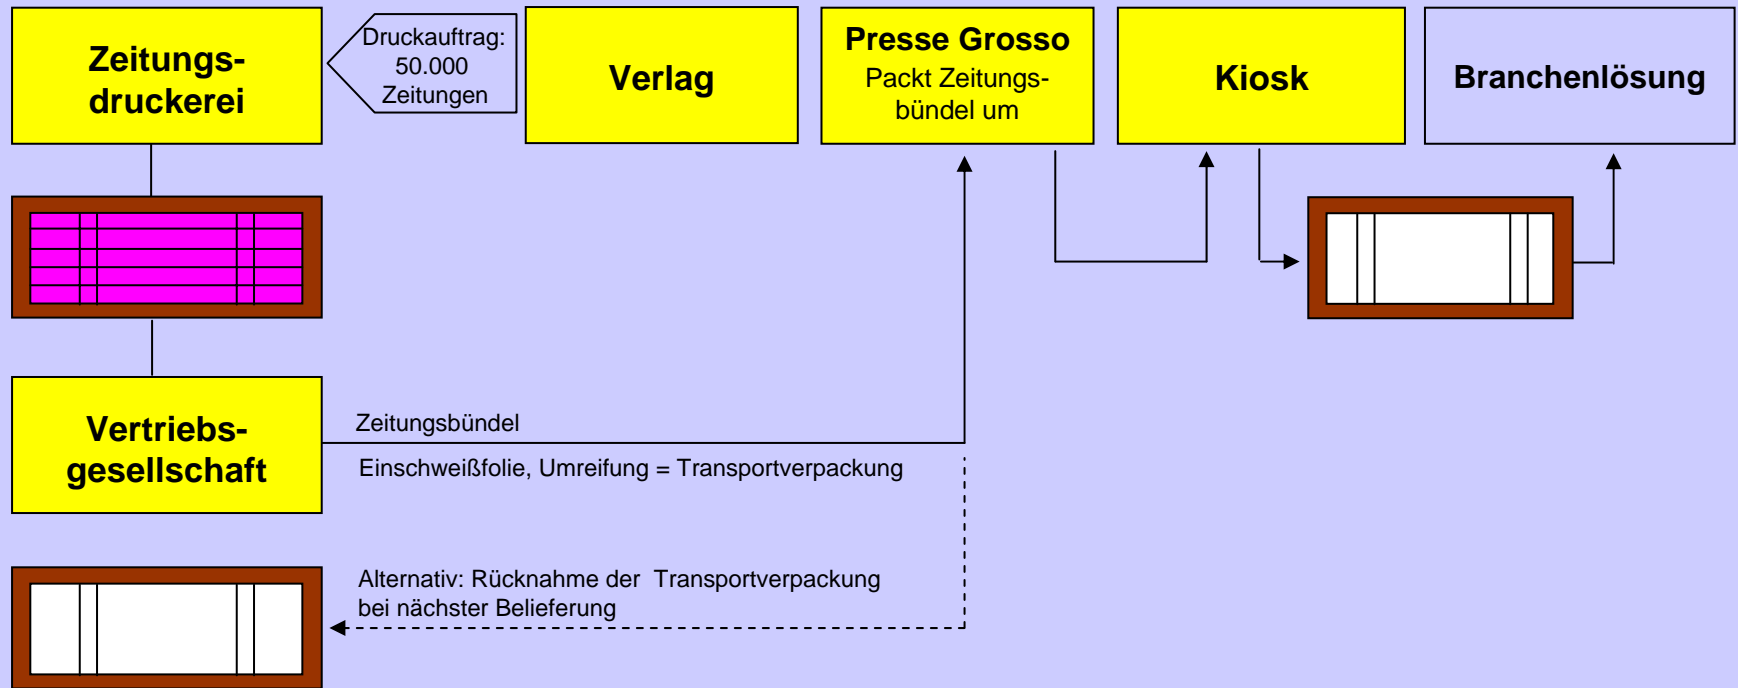 Zeitungs-
druckerei
Druckauftrag:
50.000
Zeitungen
Verlag
Presse Grosso
Packt Zeitungs-
bündel um
Kiosk
Branchenlösung
Vertriebs-
gesellschaft
Zeitungsbündel
Einschweißfolie, Umreifung = Transportverpackung
Alternativ: Rücknahme der Transportverpackung
bei nächster Belieferung